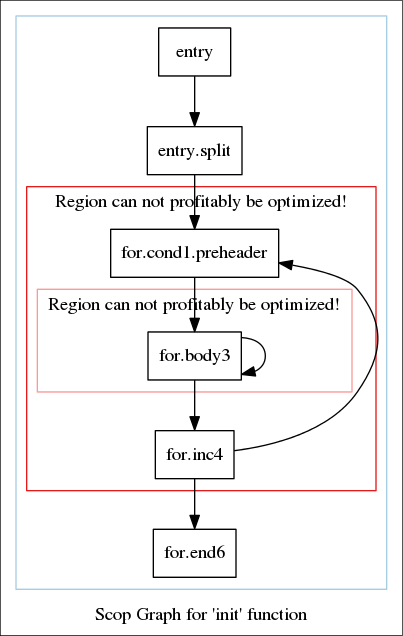 entry
entry.split
Region can not profitably be optimized!
for.cond1.preheader
Region can not profitably be optimized!
for.body3
for.inc4
for.end6
Scop Graph for 'init' function